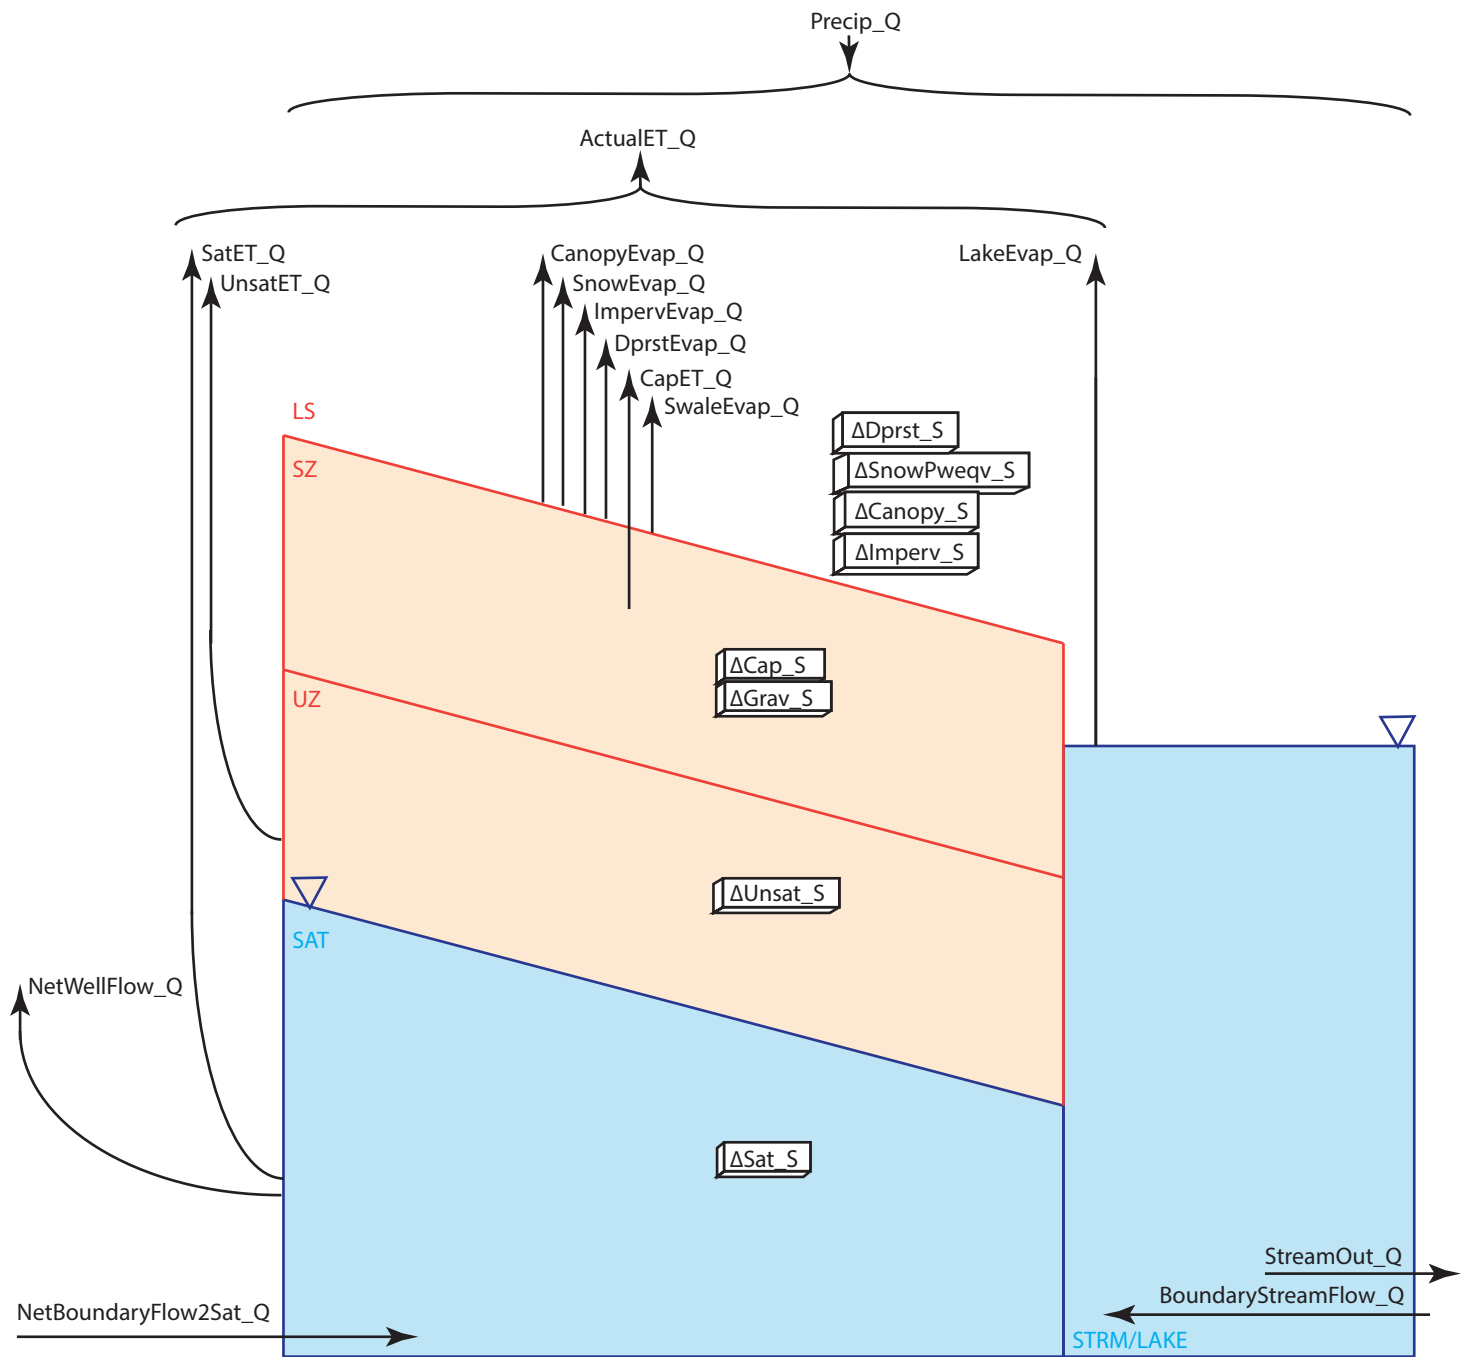 Precip_Q
ActualET_Q
SatET_Q
UnsatET_Q
CanopyEvap_Q
SnowEvap_Q
ImpervEvap_Q
DprstEvap_Q
CapET_Q
SwaleEvap_Q
LakeEvap_Q
LS
SZ
ΔDprst_S
ΔSnowPweqv_S
ΔCanopy_S
ΔImperv_S
ΔCap_S
ΔGrav_S
UZ
ΔUnsat_S
SAT
NetWellFlow_Q
ΔSat_S
StreamOut_Q
BoundaryStreamFlow_Q
NetBoundaryFlow2Sat_Q
STRM/LAKE